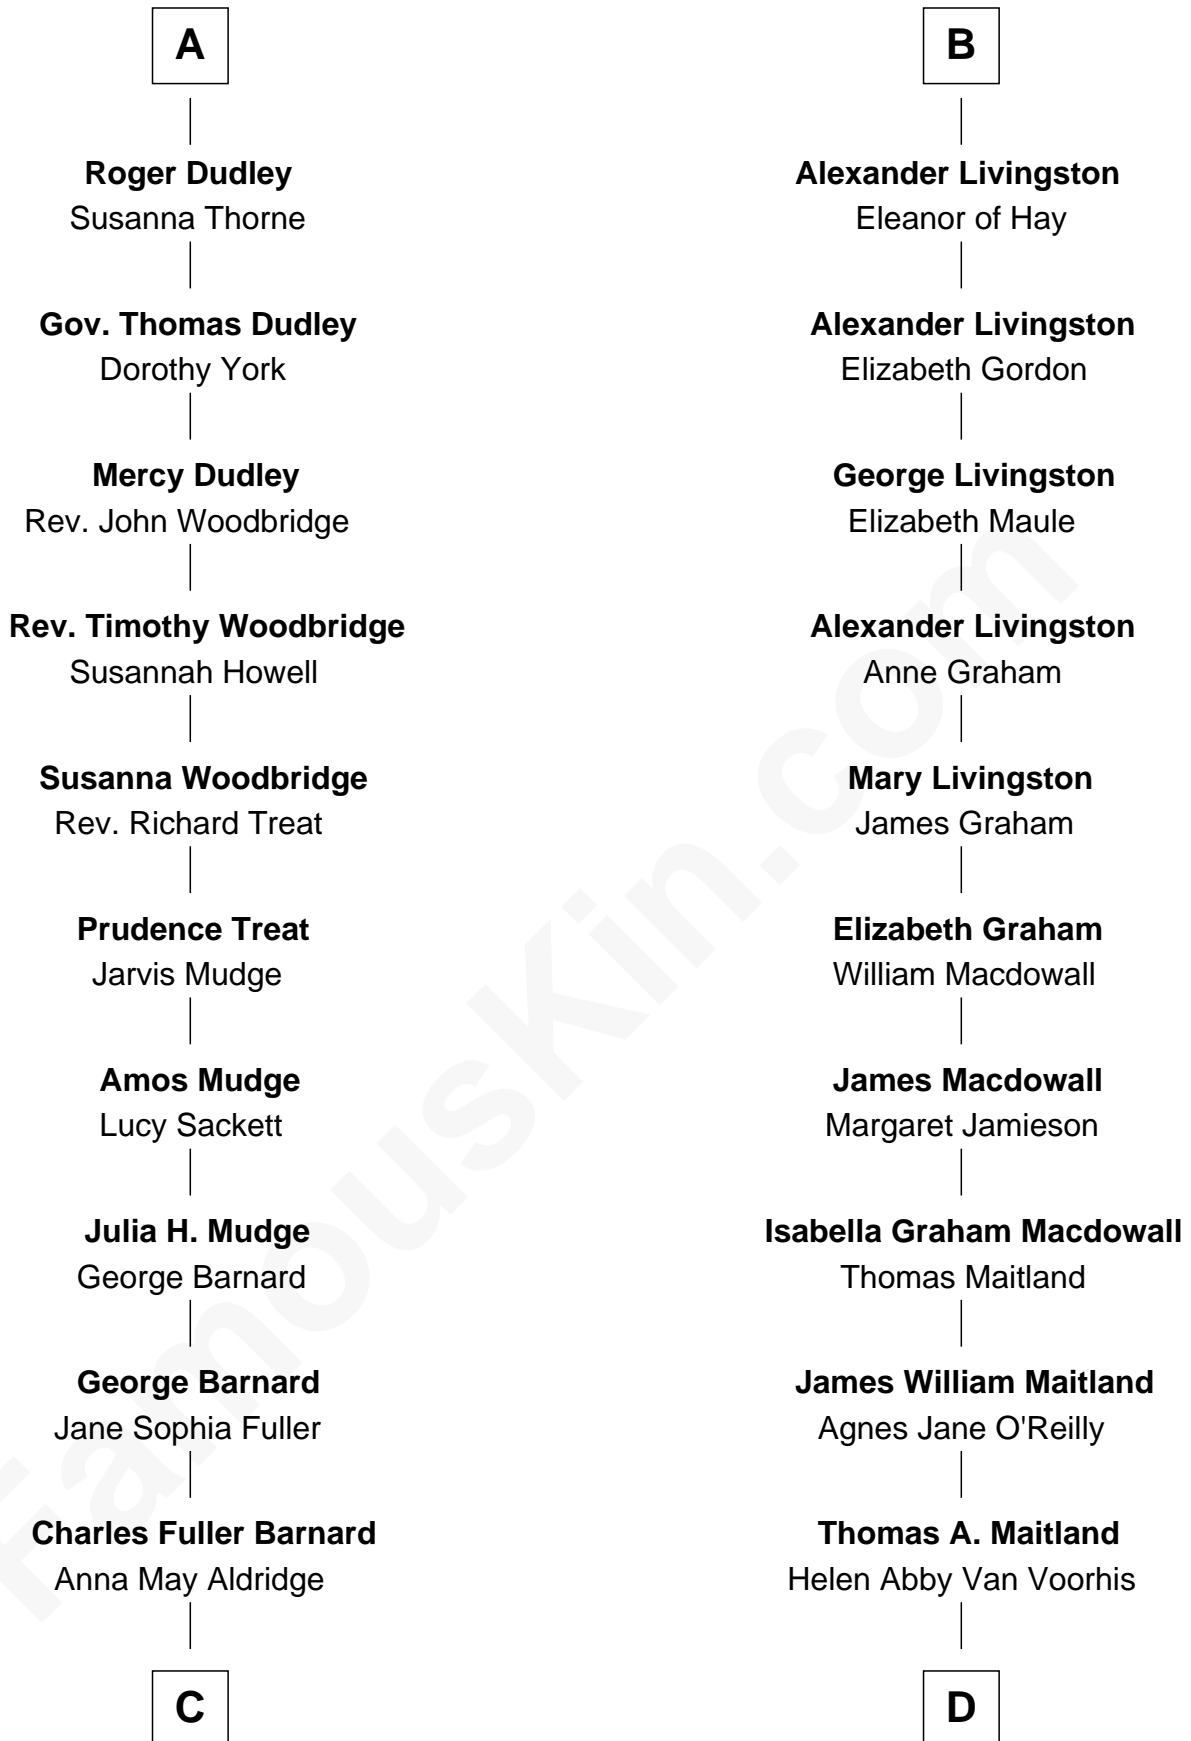 A
Roger Dudley
Susanna Thorne
Gov. Thomas Dudley
Dorothy York
Mercy Dudley
Rev. John Woodbridge
Rev. Timothy Woodbridge
Susannah Howell
Susanna Woodbridge
Rev. Richard Treat
Prudence Treat
Jarvis Mudge
Amos Mudge
Lucy Sackett
Julia H. Mudge
George Barnard
George Barnard
Jane Sophia Fuller
Charles Fuller Barnard
Anna May Aldridge
C
B
Alexander Livingston
Eleanor of Hay
Alexander Livingston
Elizabeth Gordon
George Livingston
Elizabeth Maule
Alexander Livingston
Anne Graham
Mary Livingston
James Graham
Elizabeth Graham
William Macdowall
James Macdowall
Margaret Jamieson
Isabella Graham Macdowall
Thomas Maitland
James William Maitland
Agnes Jane O'Reilly
Thomas A. Maitland
Helen Abby Van Voorhis
D
FamousKin.com